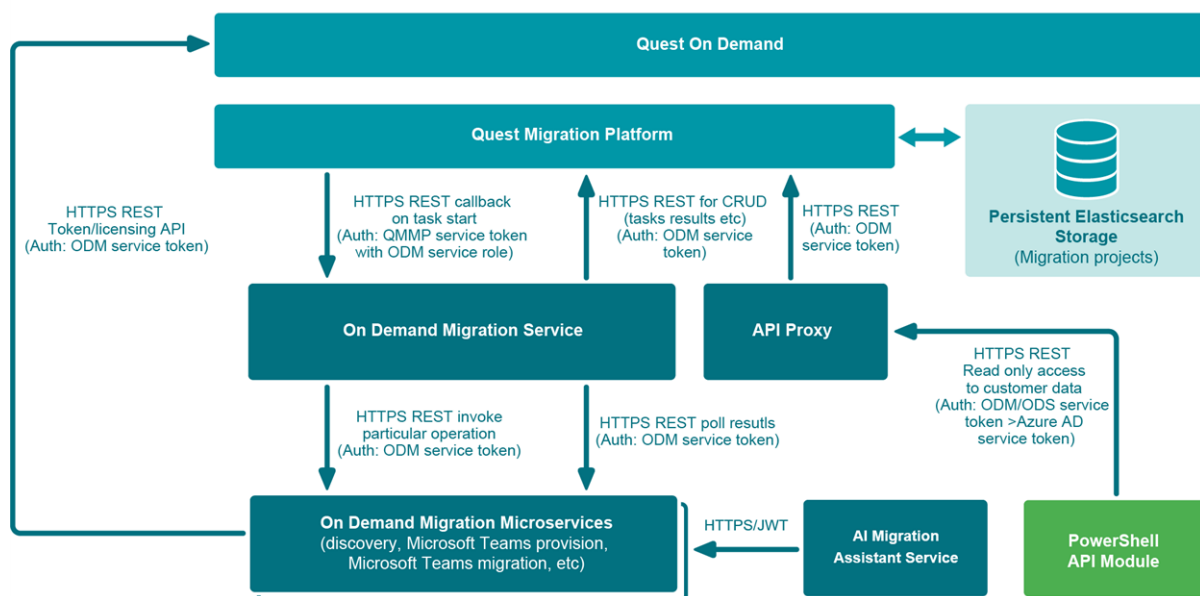 Quest On Demand
Quest Migration Platform
Persistent Elasticsearch
Storage
(Migration projects)
HTTPS REST
Token/licensing API
(Auth: ODM service token)
HTTPS REST callback
on task start
(Auth: QMMP service token
with ODM service role)
HTTPS REST for CRUD
(tasks results etc)
(Auth: ODM service
token)
HTTPS REST
(Auth: ODM
service token)
On Demand Migration Service
API Proxy
HTTPS REST
Read only access
to customer data
(Auth: ODM/ODS service
token >Azure AD
service token)
HTTPS REST invoke
particular operation
(Auth: ODM service token)
HTTPS REST poll resutls
(Auth: ODM service token)
On Demand Migration Microservices
(discovery, Microsoft Teams provision,
Microsoft Teams migration, etc)
HTTPS/JWT
AI Migration
Assistant Service
PowerShell
API Module